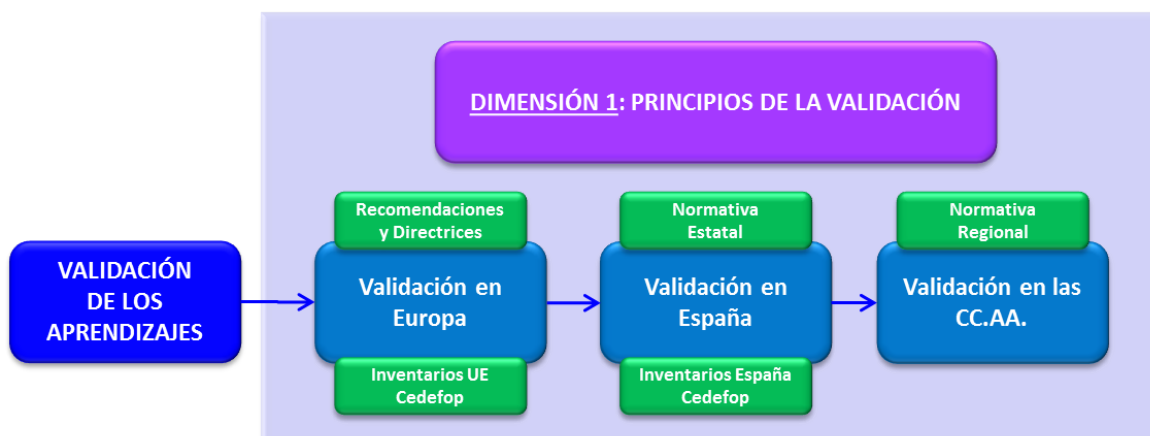 DIMENSIÓN 1: PRINCIPIOS DE LA VALIDACIÓN
VALIDACIÓN
DE LOS
APRENDIZAJES
Recomendaciones
y Directrices
Validación en
Europa
Inventarios UE
Cedefop
Normativa
Estatal
Validación en
España
Inventarios España
Cedefop
Normativa
Regional
Validación en las
CC.AA.